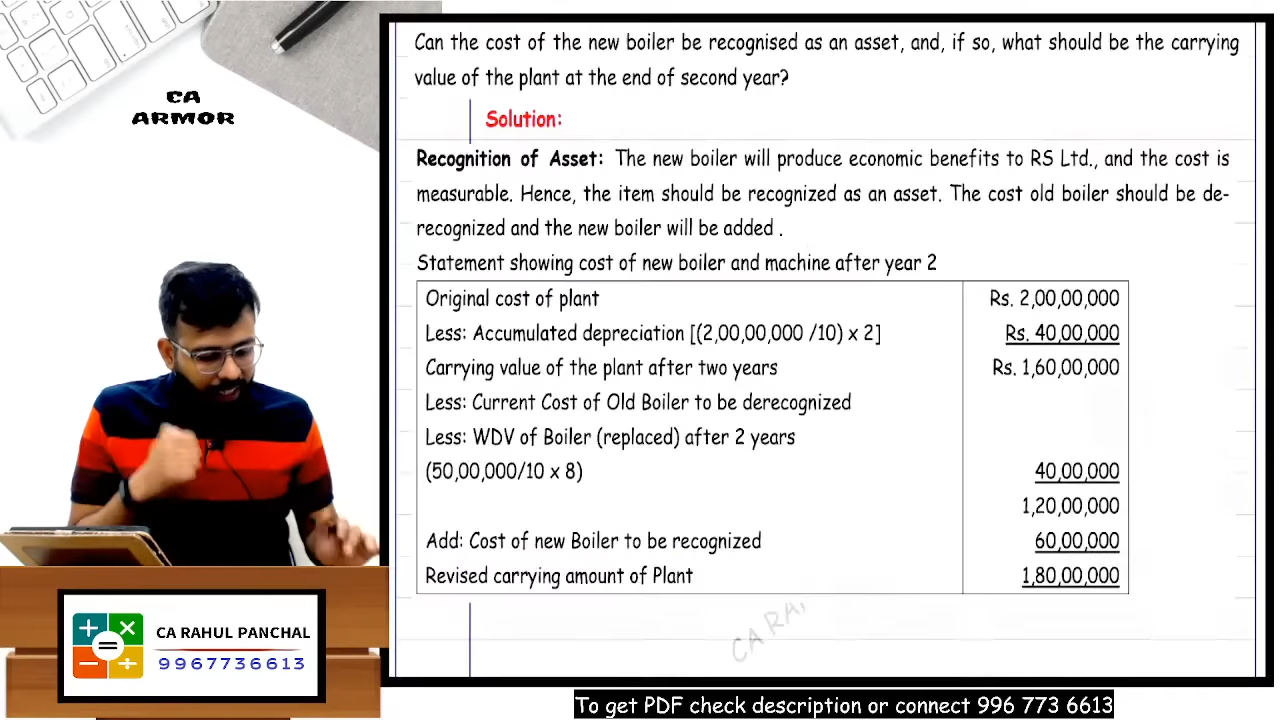 CA
ARMOR
Can the cost of the new boiler be recognised as an asset, and, if so, what should be the carrying
value of the plant at the end of second year?
Solution:
Recognition of Asset: The new boiler will produce economic benefits to RS Ltd., and the cost is
measurable. Hence, the item should be recognized as an asset. The cost old boiler should be de-
recognized and the new boiler will be added .
Statement showing cost of new boiler and machine after year 2
Original cost of plant Rs. 2,00,00,000
Less: Accumulated depreciation [(2,00,00,000 /10) x 2] Rs. 40,00,000
Carrying value of the plant after two years Rs. 1,60,00,000
Less: Current Cost of Old Boiler to be derecognized
Less: WDV of Boiler (replaced) after 2 years
(50,00,000/10 x 8) 40,00,000
1,20,00,000
Add: Cost of new Boiler to be recognized 60,00,000
Revised carrying amount of Plant 1,80,00,000
CA RA
CA RAHUL PANCHAL
9967736613
To get PDF check description or connect 996 773 6613